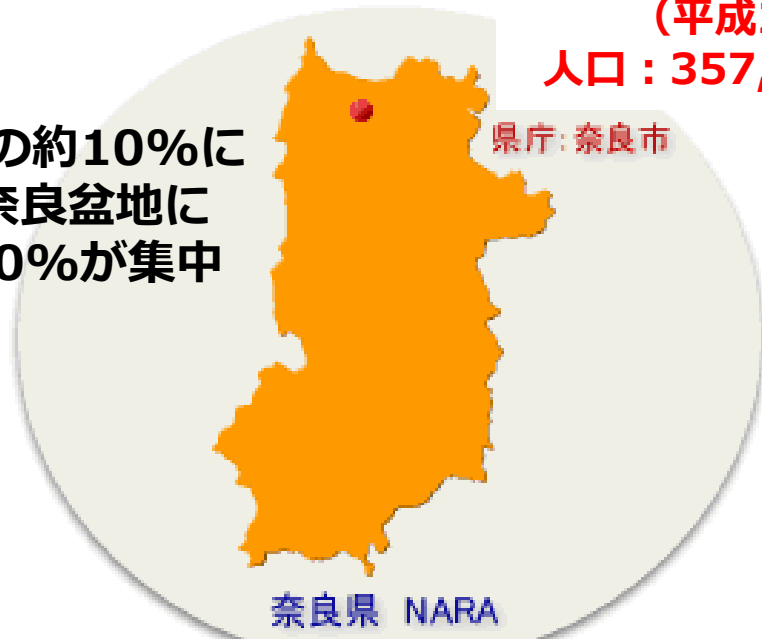 （平成
人口：357,
の約10%に
奈良盆地に
0%が集中
県庁：奈良市
奈良県 NARA